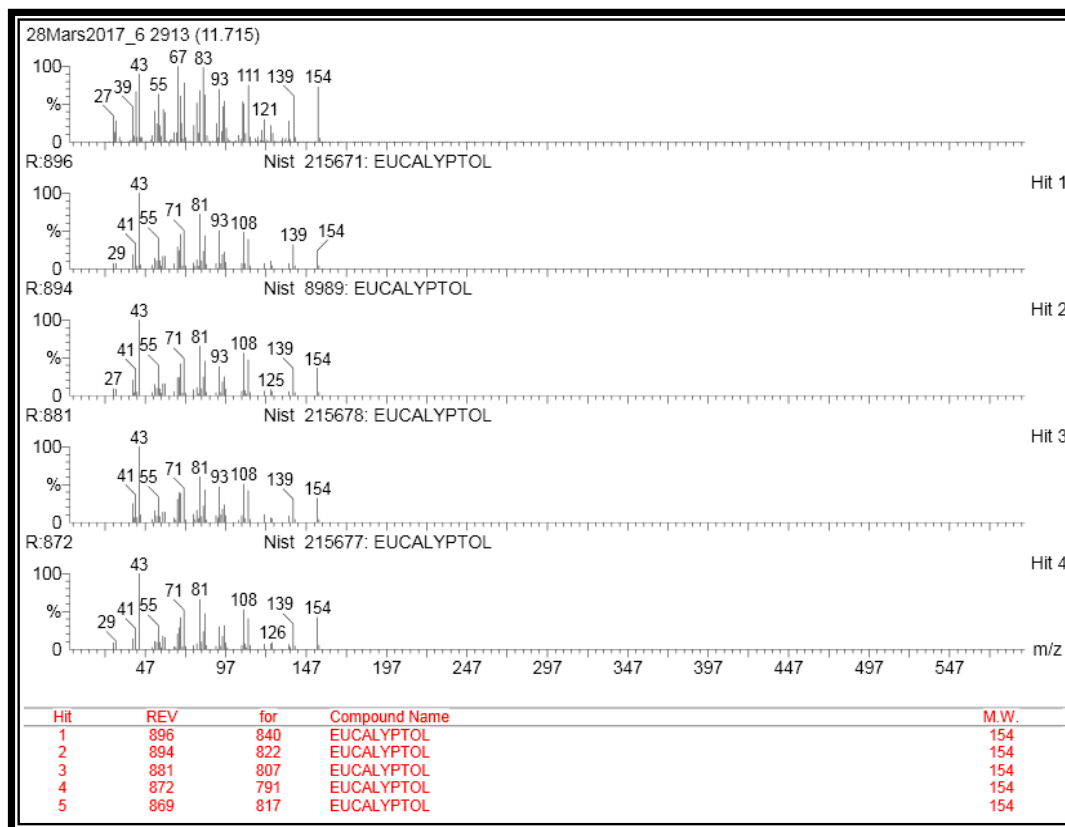 28Mars2017_6 2913 (11.715)
100
%
0
27 39 43 55 67 83 93 111 121 139 154
R:896 Nist 215671: EUCALYPTOL
Hit 1
100
%
0
29 41 43 55 71 81 93 108 139 154
R:894 Nist 8989: EUCALYPTOL
Hit 2
100
%
0
27 41 43 55 71 81 93 108 125 139 154
R:881 Nist 215678: EUCALYPTOL
Hit 3
100
%
0
41 43 55 71 81 93 108 139 154
R:872 Nist 215677: EUCALYPTOL
Hit 4
100
%
0
29 41 43 55 71 81 108 126 139 154
m/z
47 97 147 197 247 297 347 397 447 497 547
Hit REV for Compound Name M.W.
1 896 840 EUCALYPTOL 154
2 894 822 EUCALYPTOL 154
3 881 807 EUCALYPTOL 154
4 872 791 EUCALYPTOL 154
5 869 817 EUCALYPTOL 154